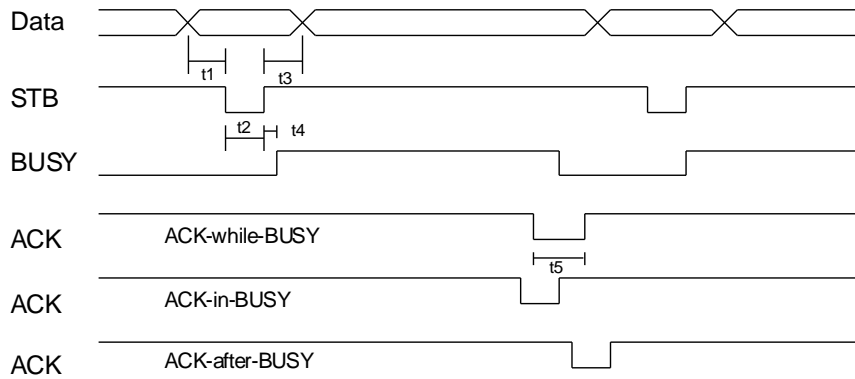 Data
t1
t3
STB
t2
t4
BUSY
ACK
ACK-while-BUSY
t5
ACK
ACK-in-BUSY
ACK
ACK-after-BUSY